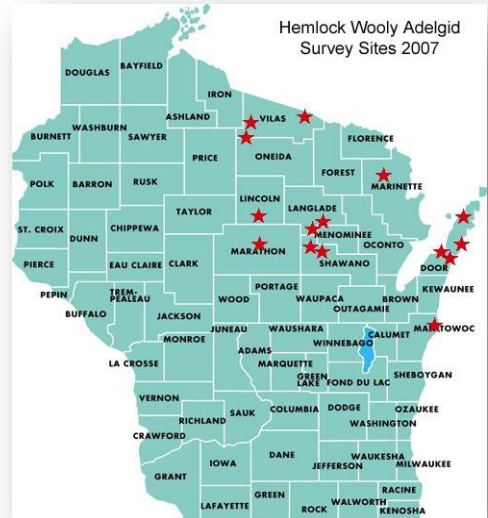 Hemlock Wooly Adelgid
Survey Sites 2007
DOUGLAS
BAYFIELD
IRON
VILAS
ASHLAND
FLORENCE
BURNETT
WASHBURN
SAWYER
ONEIDA
PRICE
FOREST
MARINETTE
POLK
BARRON
RUSK
LINCOLN
LANGLADE
TAYLOR
MENOMINEE
ST. CROIX
CHIPPEWA
OCONTO
DUNN
MARATHON
SHAWANO
DOOR
PIERCE
EAU CLAIRE
CLARK
PEPIN
TREM-
PEALEAU
PORTAGE
WOOD
WAUPACA
BROWN
KEWAUNEE
OUTAGAMIE
BUFFALO
JACKSON
JUNEAU
WAUSHARA
CALUMET
MANITOWOC
MONROE
ADAMS
WINNEBAGO
LA CROSSE
MARQUETTE
GREEN
LAKE
FOND DU LAC
SHEBOYGAN
VERNON
SAUK
COLUMBIA
DODGE
OZAUKEE
RICHLAND
WASHINGTON
CRAWFORD
DANE
WAUKESHA
IOWA
JEFFERSON
MILWAUKEE
GRANT
RACINE
LAFAYETTE
GREEN
ROCK
WALWORTH
KENOSHA